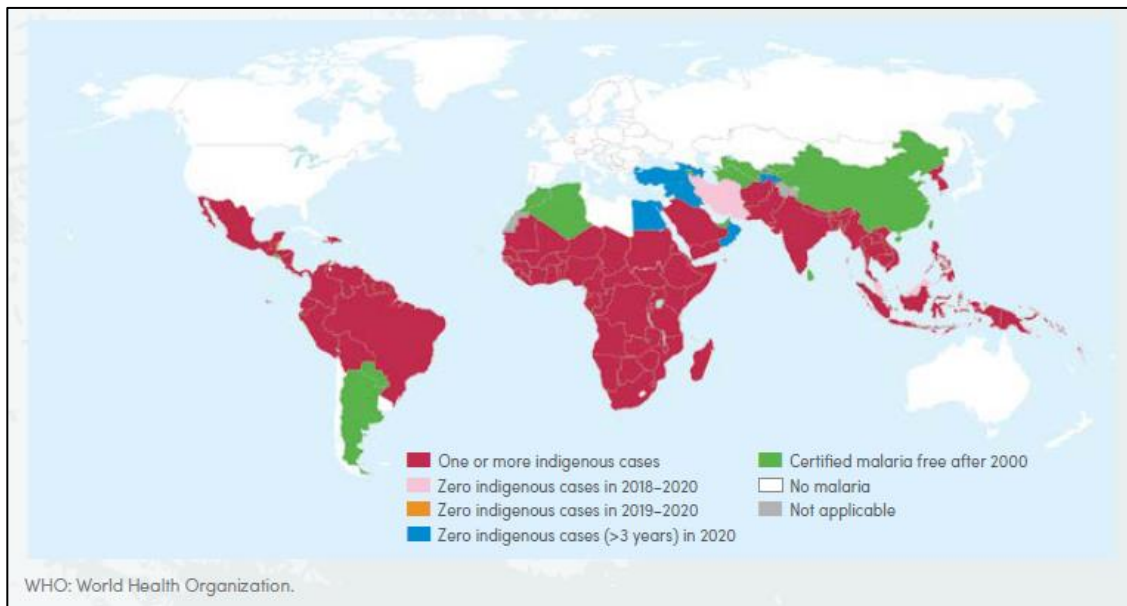 One or more indigenous cases
Zero indigenous cases in 2018–2020
Zero indigenous cases in 2019–2020
Zero indigenous cases (>3 years) in 2020
Certified malaria free after 2000
No malaria
Not applicable
WHO: World Health Organization.